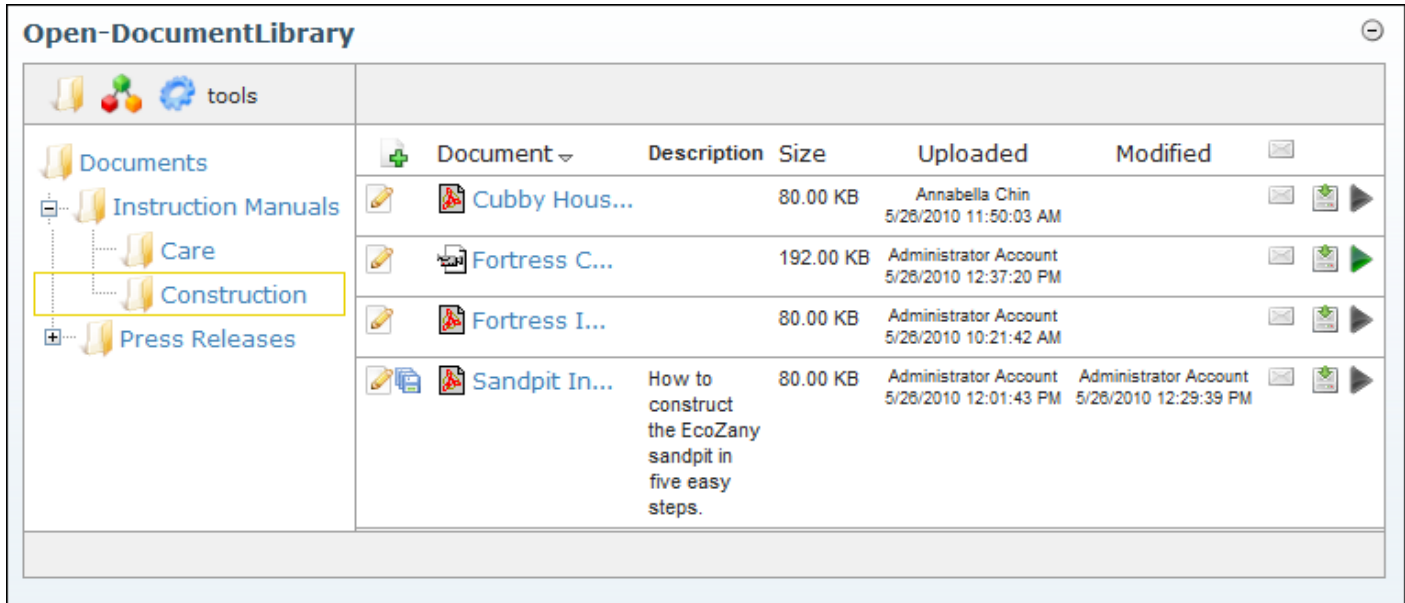 Open-DocumentLibrary
tools
Documents
Instruction Manuals
Care
Construction
Press Releases
Document Description Size Uploaded Modified
Cubby Hous... 80.00 KB Annabella Chin
5/26/2010 11:50:03 AM
Fortress C... 192.00 KB Administrator Account
5/26/2010 12:37:20 PM
Fortress I... 80.00 KB Administrator Account
5/26/2010 10:21:42 AM
Sandpit In... How to 80.00 KB Administrator Account Administrator Account
construct 5/26/2010 12:01:43 PM 5/26/2010 12:29:39 PM
the EcoZany
sandpit in
five easy
steps.